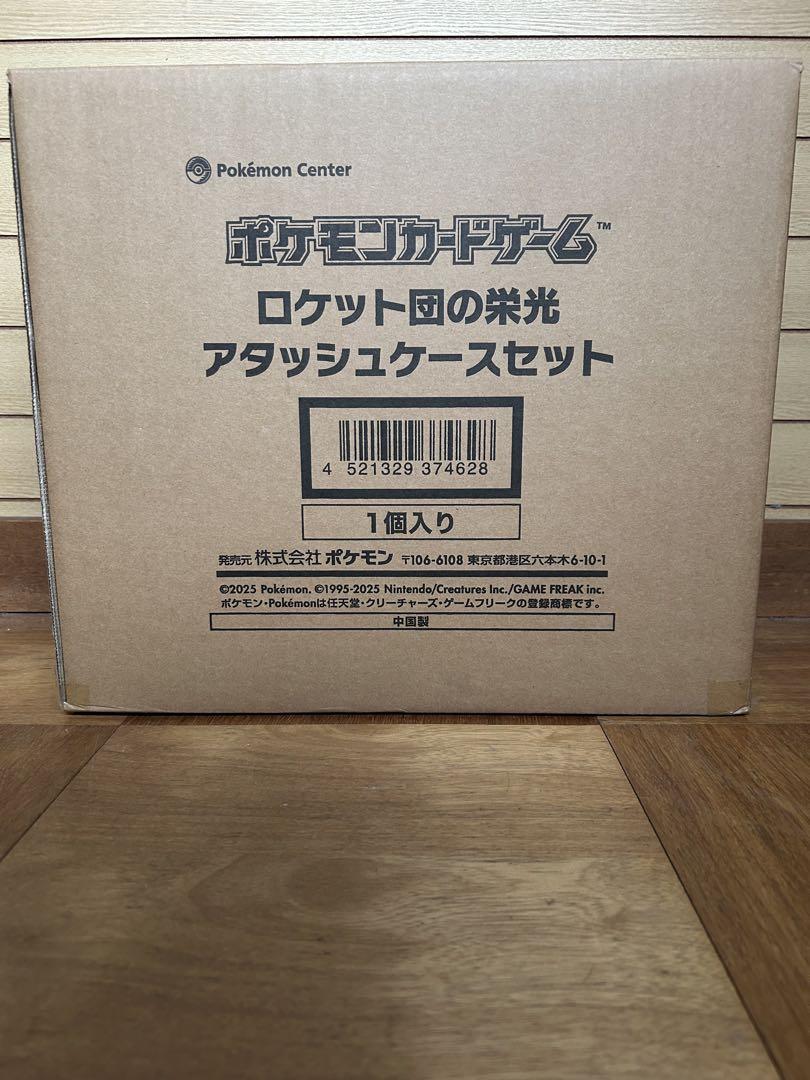 Pokémon Center
ポケモンカードゲーム™
ロケット団の栄光
アタッシュケースセット
4 521329 374628
1個入り
発売元 株式会社 ポケモン 〒106-6108 東京都港区六本木6-10-1
©2025 Pokémon. ©1995-2025 Nintendo/Creatures Inc./GAME FREAK inc.
ポケモン・Pokémonは任天堂・クリーチャーズ・ゲームフリークの登録商標です。
中国製